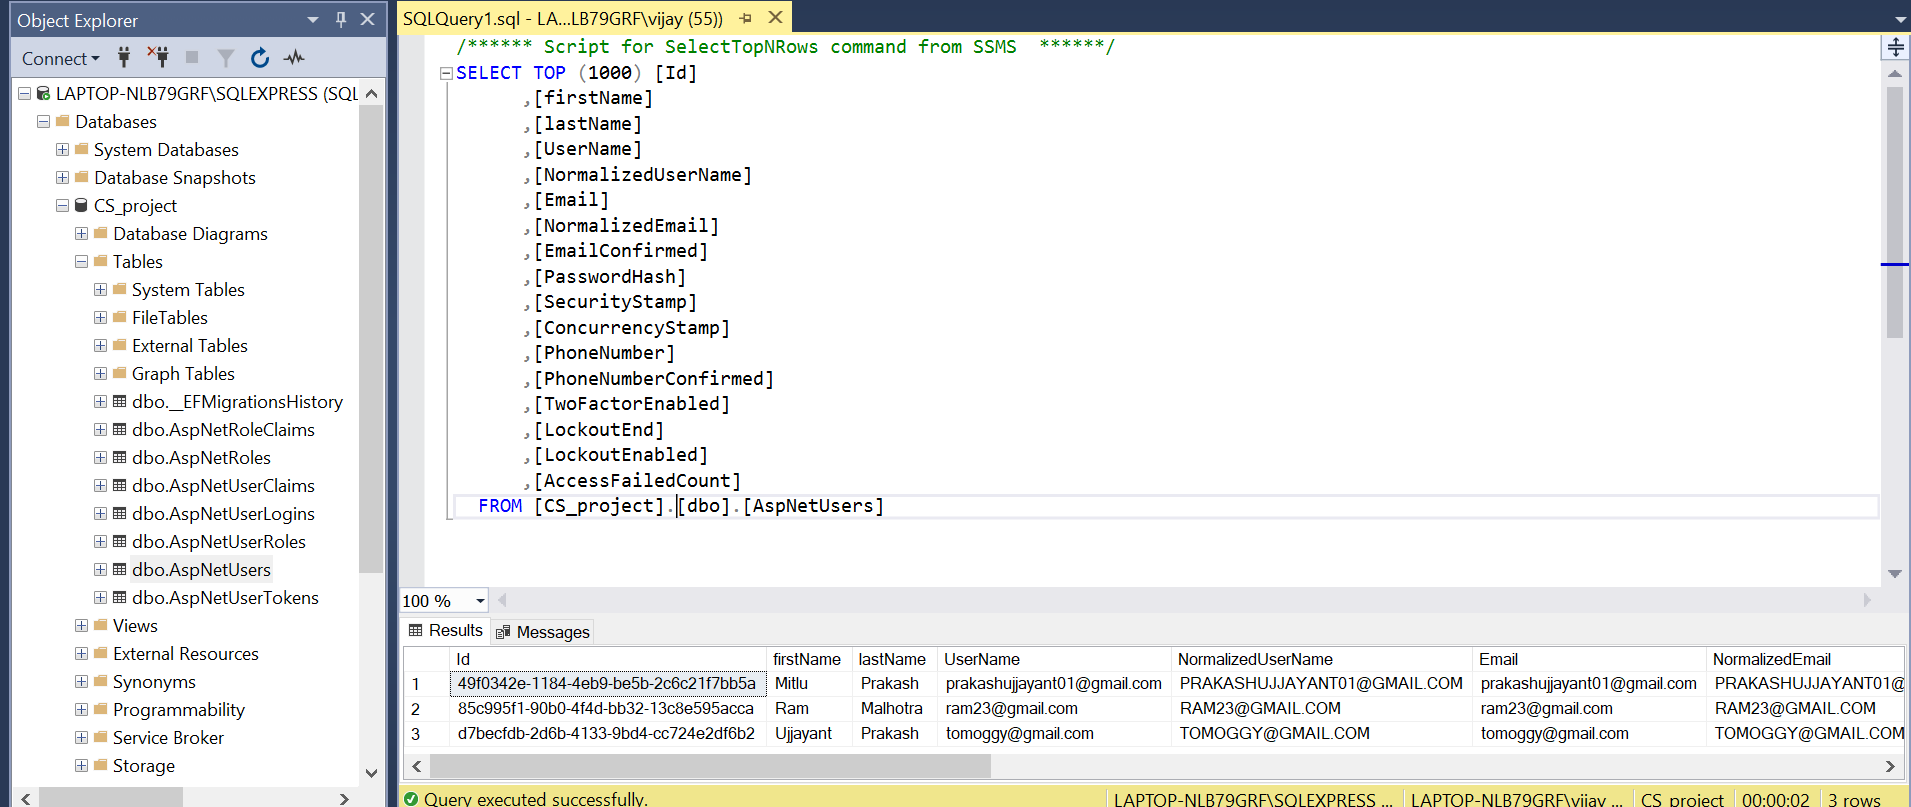 Object Explorer
Connect
LAPTOP-NLB79GRF\SQLEXPRESS (SQL
Databases
System Databases
Database Snapshots
CS_project
Database Diagrams
Tables
System Tables
FileTables
External Tables
Graph Tables
dbo.__EFMigrationsHistory
dbo.AspNetRoleClaims
dbo.AspNetRoles
dbo.AspNetUserClaims
dbo.AspNetUserLogins
dbo.AspNetUserRoles
dbo.AspNetUsers
dbo.AspNetUserTokens
Views
External Resources
Synonyms
Programmability
Service Broker
Storage
SQLQuery1.sql - LA...LB79GRF\vijay (55))
/****** Script for SelectTopNRows command from SSMS  ******/
SELECT TOP (1000) [Id]
,[firstName]
,[lastName]
,[UserName]
,[NormalizedUserName]
,[Email]
,[NormalizedEmail]
,[EmailConfirmed]
,[PasswordHash]
,[SecurityStamp]
,[ConcurrencyStamp]
,[PhoneNumber]
,[PhoneNumberConfirmed]
,[TwoFactorEnabled]
,[LockoutEnd]
,[LockoutEnabled]
,[AccessFailedCount]
FROM [CS_project].[dbo].[AspNetUsers]
100 %
Results Messages
Id firstName lastName UserName NormalizedUserName Email NormalizedEmail
1 49f0342e-1184-4eb9-be5b-2c6c21f7bb5a Mitlu Prakash prakashujjayant01@gmail.com PRAKASHUJJAYANT01@GMAIL.COM prakashujjayant01@gmail.com PRAKASHUJJAYANT01@
2 85c995f1-90b0-4f4d-bb32-13c8e595acca Ram Malhotra ram23@gmail.com RAM23@GMAIL.COM ram23@gmail.com RAM23@GMAIL.COM
3 d7becfdb-2d6b-4133-9bd4-cc724e2df6b2 Ujjayant Prakash tomoggy@gmail.com TOMOGGY@GMAIL.COM tomoggy@gmail.com TOMOGGY@GMAIL.COM
Query executed successfully. LAPTOP-NLB79GRF\SQLEXPRESS ... LAPTOP-NLB79GRF\vijay ... CS_project 00:00:02 3 rows